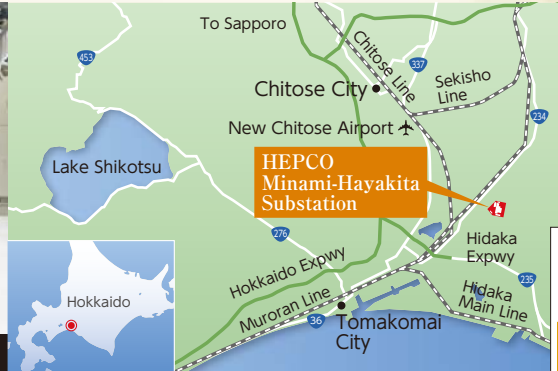 To Sapporo
453
Chitose Line
337
Chitose City
Sekisho
Line
234
New Chitose Airport
Lake Shikotsu
HEPCO
Minami-Hayakita
Substation
276
Hidaka
Expwy
Hokkaido Expwy
235
Hokkaido
Muroran Line
Hidaka
Main Line
36
Tomakomai
City